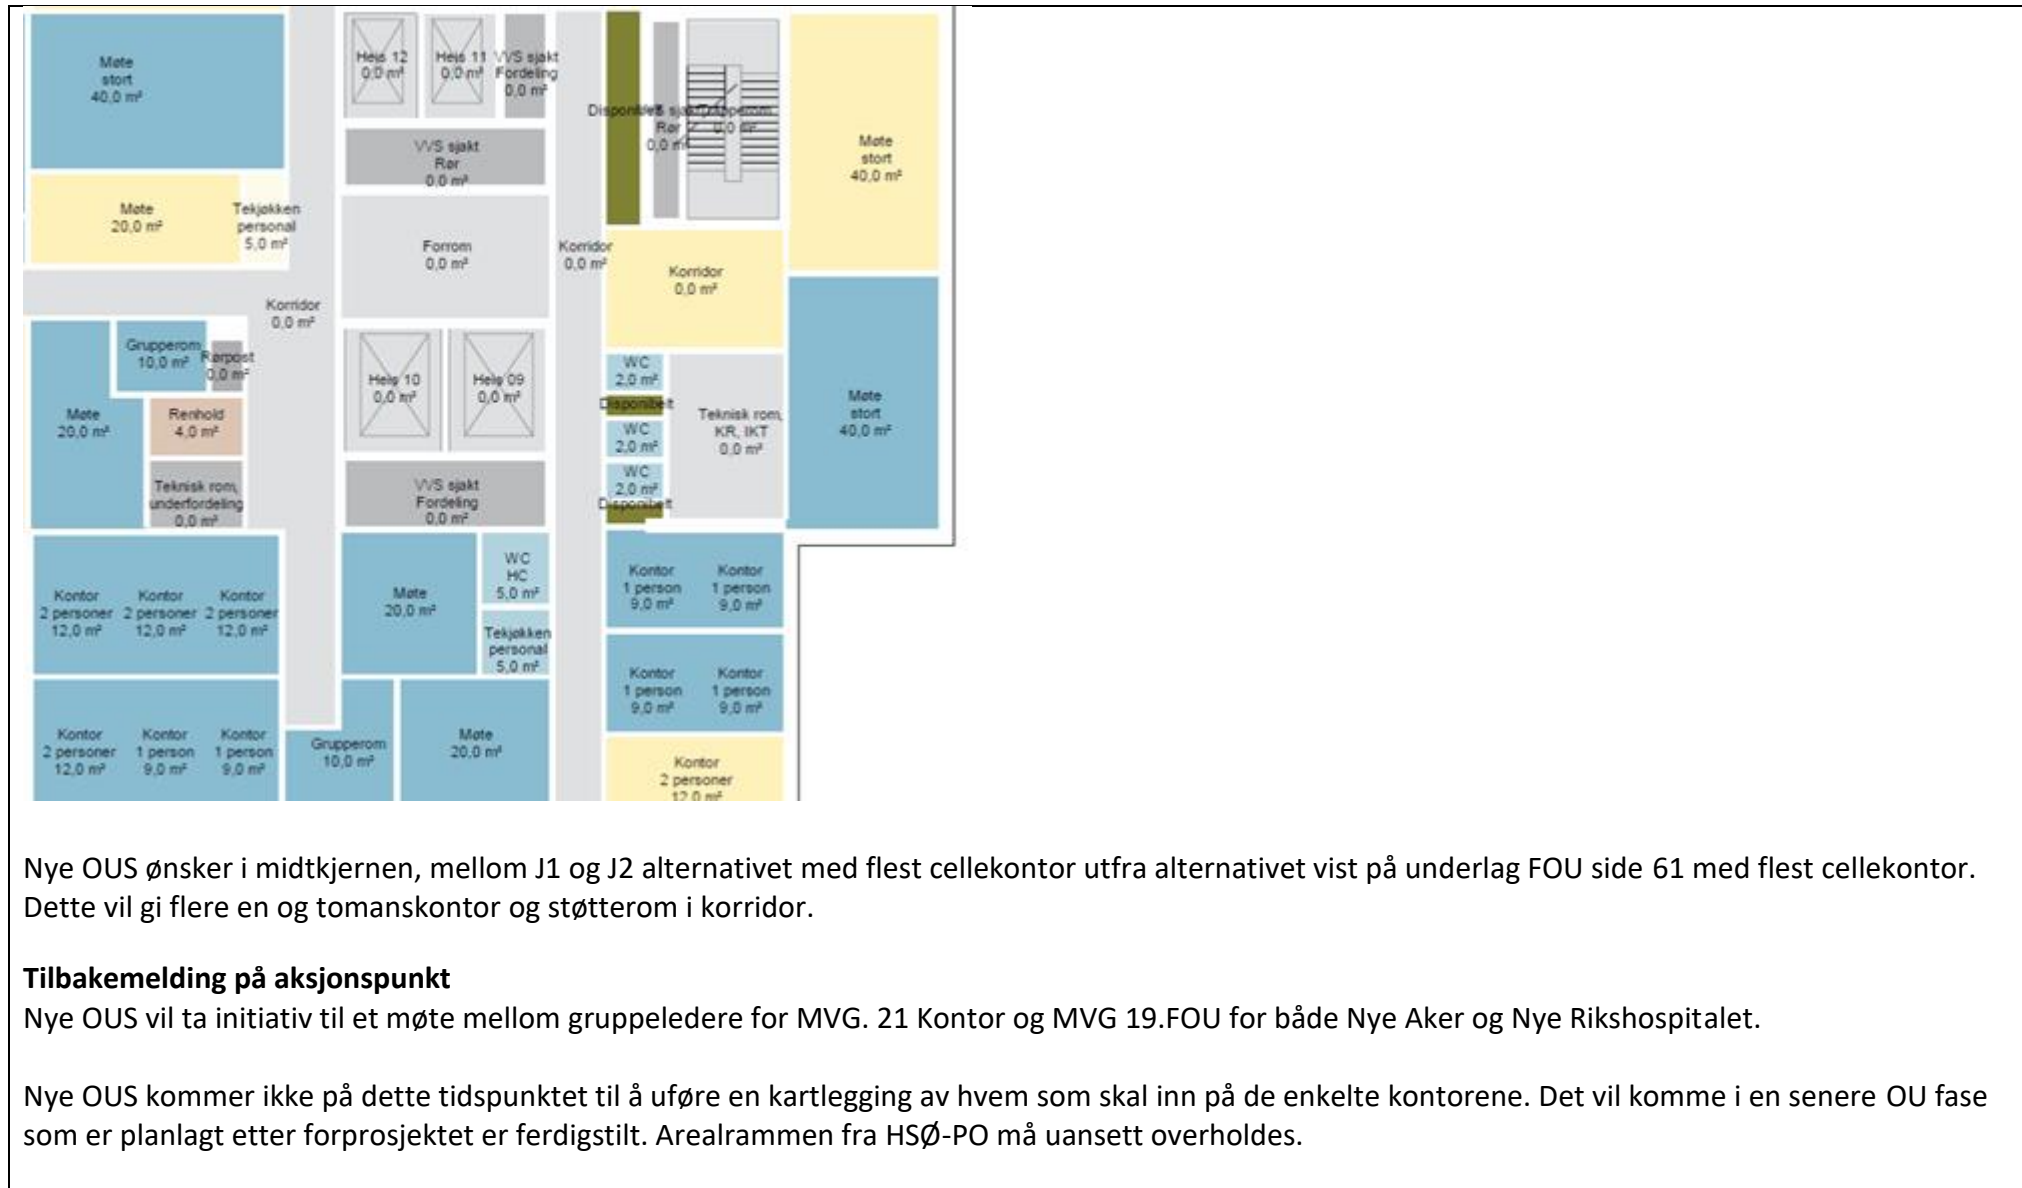 Møte
stort
40,0 m²
Heis 12
0,0 m²
Heis 11
0,0 m²
VVS sjakt
Fordeling
0,0 m²
Disponibelt
sjakt
Rør
0,0 m²
Trapperom
0,0 m²
Møte
stort
40,0 m²
VVS sjakt
Rør
0,0 m²
Møte
20,0 m²
Tekjøkken
personal
5,0 m²
Forrom
0,0 m²
Korridor
0,0 m²
Korridor
0,0 m²
Korridor
0,0 m²
Grupperom
10,0 m²
Rørpost
0,0 m²
Heis 10
0,0 m²
Heis 09
0,0 m²
WC
2,0 m²
Disponibelt
WC
2,0 m²
WC
2,0 m²
Disponibelt
Teknisk rom,
KR, IKT
0,0 m²
Møte
stort
40,0 m²
Møte
20,0 m²
Renhold
4,0 m²
Teknisk rom,
underfordeling
0,0 m²
VVS sjakt
Fordeling
0,0 m²
Kontor
2 personer
12,0 m²
Kontor
2 personer
12,0 m²
Kontor
2 personer
12,0 m²
Møte
20,0 m²
WC
HC
5,0 m²
Tekjøkken
personal
5,0 m²
Kontor
1 person
9,0 m²
Kontor
1 person
9,0 m²
Kontor
1 person
9,0 m²
Kontor
1 person
9,0 m²
Kontor
2 personer
12,0 m²
Kontor
1 person
9,0 m²
Kontor
1 person
9,0 m²
Grupperom
10,0 m²
Møte
20,0 m²
Kontor
2 personer
12,0 m²
Nye OUS ønsker i midtkjernen, mellom J1 og J2 alternativet med flest cellekontor utfra alternativet vist på underlag FOU side 61 med flest cellekontor.
Dette vil gi flere en og tomanskontor og støtterom i korridor.
Tilbakemelding på aksjonspunkt
Nye OUS vil ta initiativ til et møte mellom gruppeledere for MVG. 21 Kontor og MVG 19.FOU for både Nye Aker og Nye Rikshospitalet.
Nye OUS kommer ikke på dette tidspunktet til å uføre en kartlegging av hvem som skal inn på de enkelte kontorene. Det vil komme i en senere OU fase
som er planlagt etter forprosjektet er ferdigstilt. Arealrammen fra HSØ-PO må uansett overholdes.